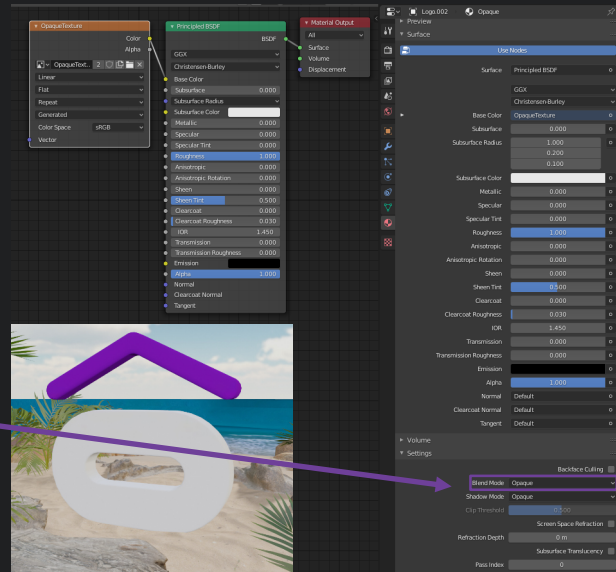 OpaqueTexture
Color
Alpha
OpaqueText..
2
Linear
Flat
Repeat
Generated
Color Space
sRGB
Vector
Principled BSDF
BSDF
GGX
Christensen-Burley
Base Color
Subsurface 0.000
Subsurface Radius
Subsurface Color
Metallic 0.000
Specular 0.000
Specular Tint 0.000
Roughness 1.000
Anisotropic 0.000
Anisotropic Rotation 0.000
Sheen 0.000
Sheen Tint 0.500
Clearcoat 0.000
Clearcoat Roughness 0.030
IOR 1.450
Transmission 0.000
Transmission Roughness 0.000
Emission
Alpha 1.000
Normal
Clearcoat Normal
Tangent
Material Output
All
Surface
Volume
Displacement
Logo.002
Opaque
Preview
Surface
Use Nodes
Surface Principled BSDF
GGX
Christensen-Burley
Base Color OpaqueTexture
Subsurface 0.000
Subsurface Radius 1.000
0.200
0.100
Subsurface Color
Metallic 0.000
Specular 0.000
Specular Tint 0.000
Roughness 1.000
Anisotropic 0.000
Anisotropic Rotation 0.000
Sheen 0.000
Sheen Tint 0.500
Clearcoat 0.000
Clearcoat Roughness 0.030
IOR 1.450
Transmission 0.000
Transmission Roughness 0.000
Emission
Alpha 1.000
Normal Default
Clearcoat Normal Default
Tangent Default
Volume
Settings
Backface Culling
Blend Mode Opaque
Shadow Mode Opaque
Clip Threshold 0.500
Screen Space Refraction
Refraction Depth 0 m
Subsurface Translucency
Pass Index 0